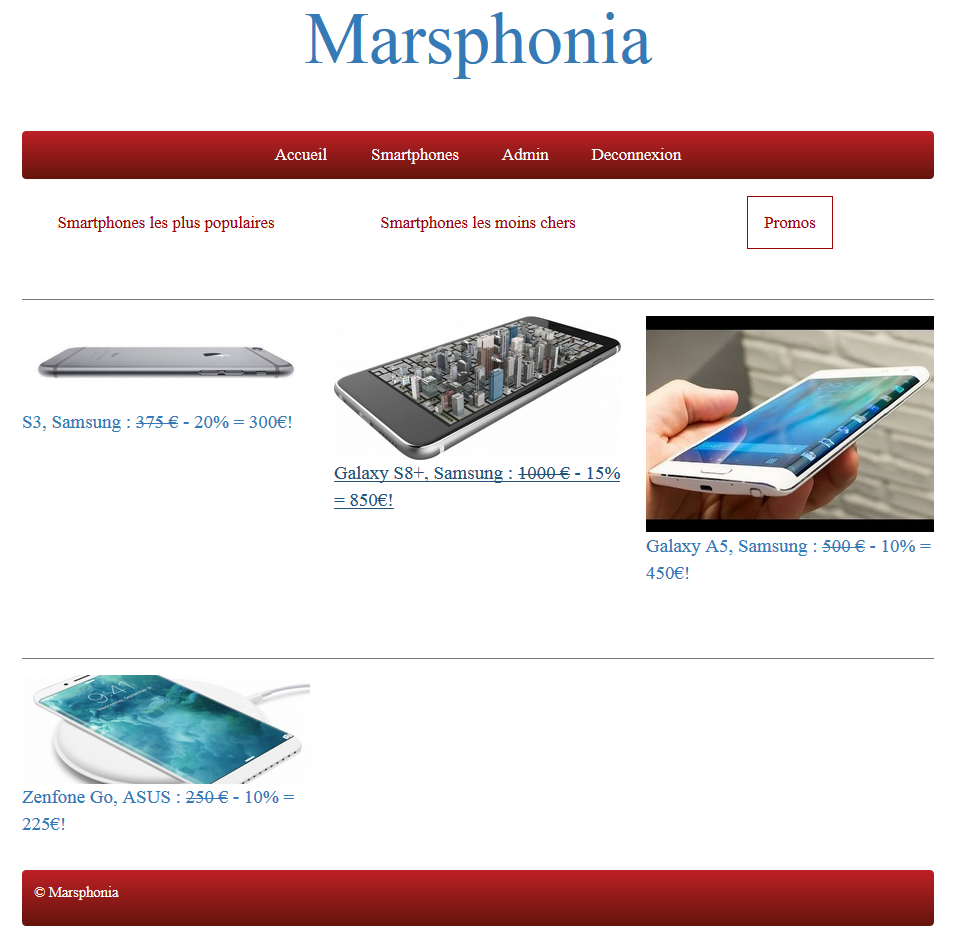 Marsphonia
Accueil Smartphones Admin Deconnexion
Smartphones les plus populaires Smartphones les moins chers Promos
S3, Samsung : 375 € - 20% = 300€!
Galaxy S8+, Samsung : 1000 € - 15%
= 850€!
Galaxy A5, Samsung : 500 € - 10% =
450€!
9:41
Zenfone Go, ASUS : 250 € - 10% =
225€!
© Marsphonia